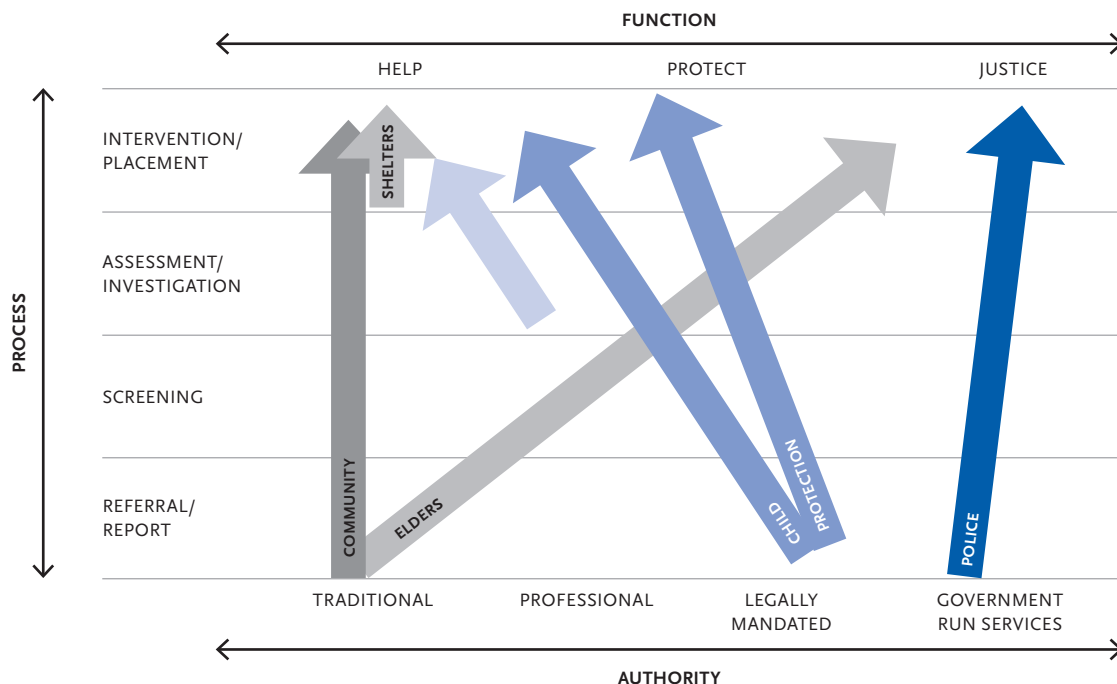 FUNCTION
HELP
PROTECT
JUSTICE
PROCESS
INTERVENTION/
PLACEMENT
SHELTERS
ASSESSMENT/
INVESTIGATION
SCREENING
REFERRAL/
REPORT
COMMUNITY
ELDERS
CHILD
PROTECTION
POLICE
TRADITIONAL
PROFESSIONAL
LEGALLY
MANDATED
GOVERNMENT
RUN SERVICES
AUTHORITY